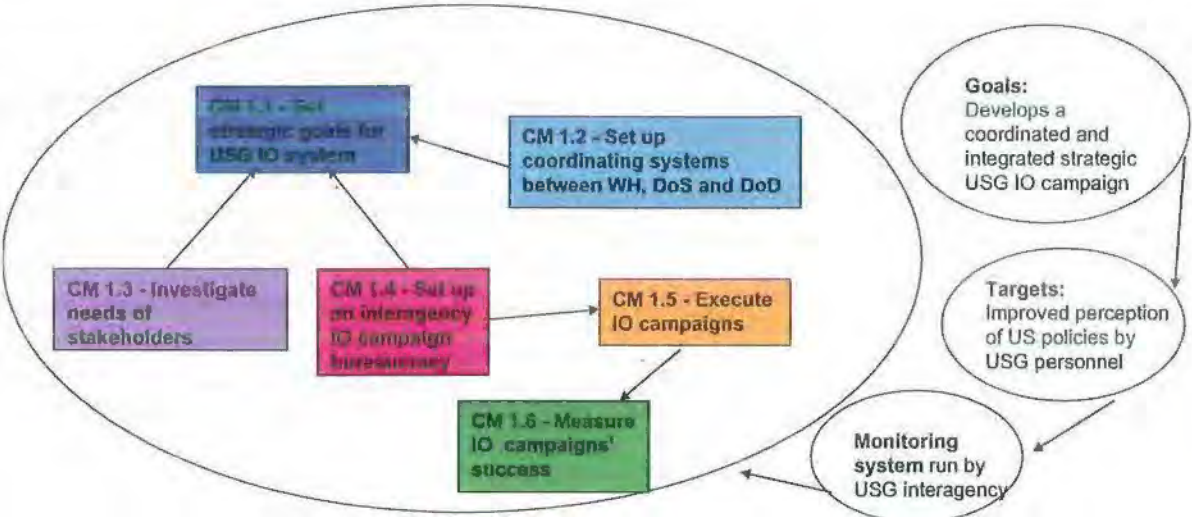 CM 1.1 - Set
strategic goals for
USG IO system
CM 1.2 - Set up
coordinating systems
between WH, DoS and DoD
CM 1.3 - Investigate
needs of
stakeholders
CM 1.4 - Set up
an interagency
IO campaign
bureaucracy
CM 1.5 - Execute
IO campaigns
CM 1.6 - Measure
IO campaigns'
success
Goals:
Develops a
coordinated and
integrated strategic
USG IO campaign
Targets:
Improved perception
of US policies by
USG personnel
Monitoring
system run by
USG interagency